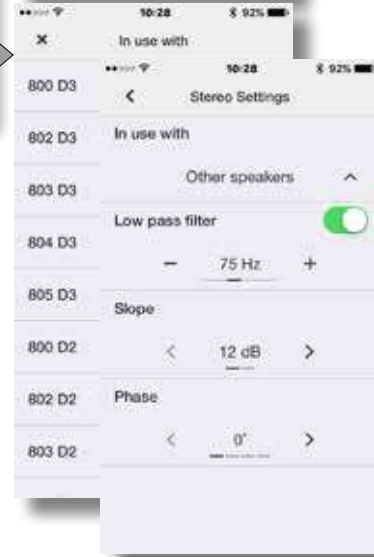 10:28 92%
× In use with
800 D3
802 D3
803 D3
804 D3
805 D3
800 D2
802 D2
803 D2
10:28 92%
< Stereo Settings
In use with
Other speakers
Low pass filter
− 75 Hz +
Slope
< 12 dB >
Phase
< 0° >